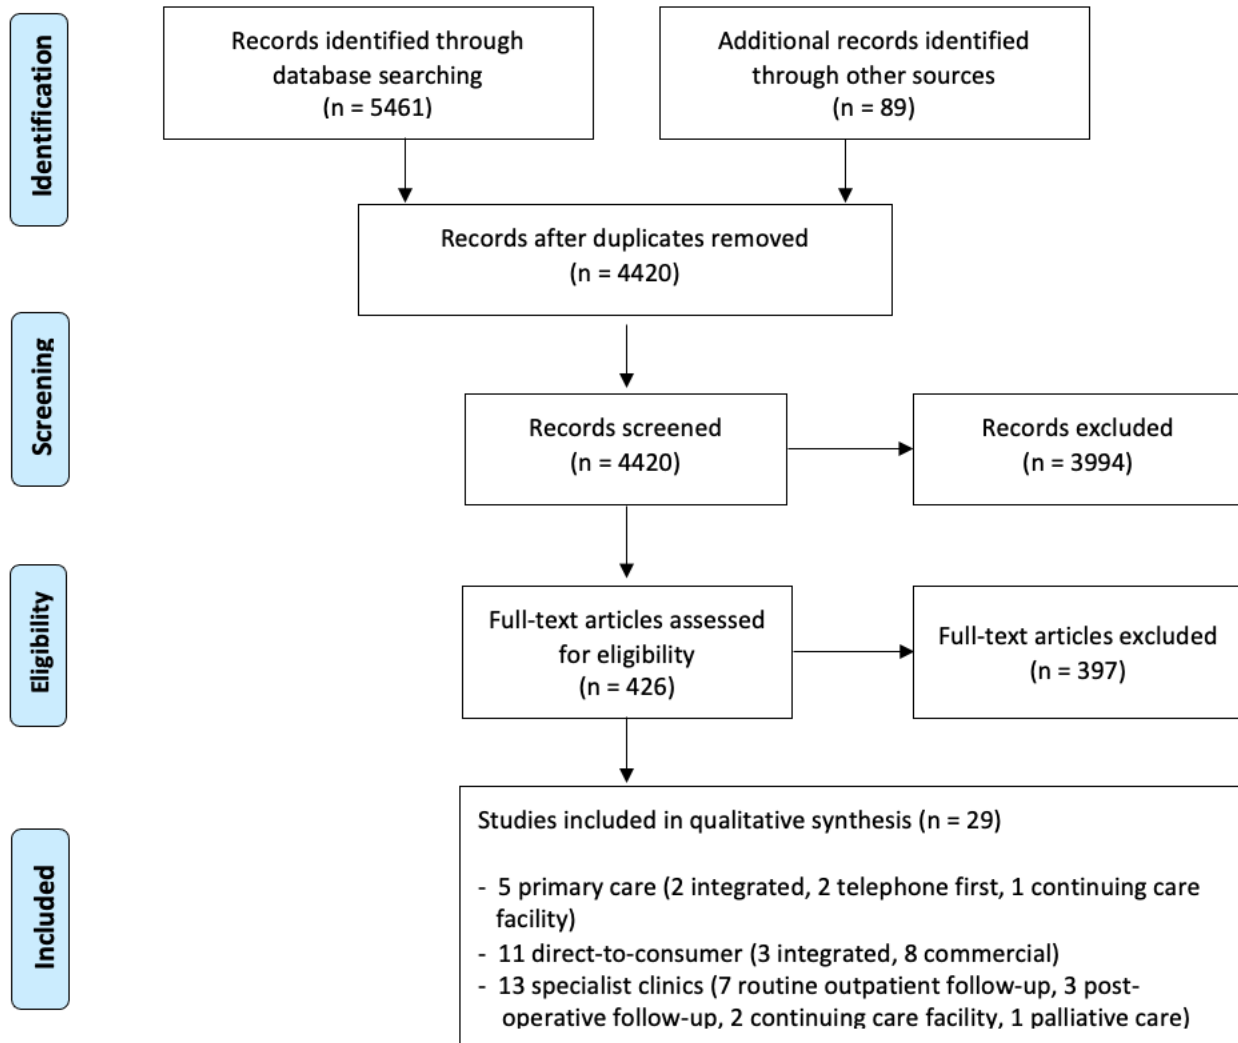 Identification
Records identified through
database searching
(n = 5461)
Additional records identified
through other sources
(n = 89)
Records after duplicates removed
(n = 4420)
Screening
Records screened
(n = 4420)
Records excluded
(n = 3994)
Eligibility
Full-text articles assessed
for eligibility
(n = 426)
Full-text articles excluded
(n = 397)
Included
Studies included in qualitative synthesis (n = 29)
- 5 primary care (2 integrated, 2 telephone first, 1 continuing care
facility)
- 11 direct-to-consumer (3 integrated, 8 commercial)
- 13 specialist clinics (7 routine outpatient follow-up, 3 post-
operative follow-up, 2 continuing care facility, 1 palliative care)